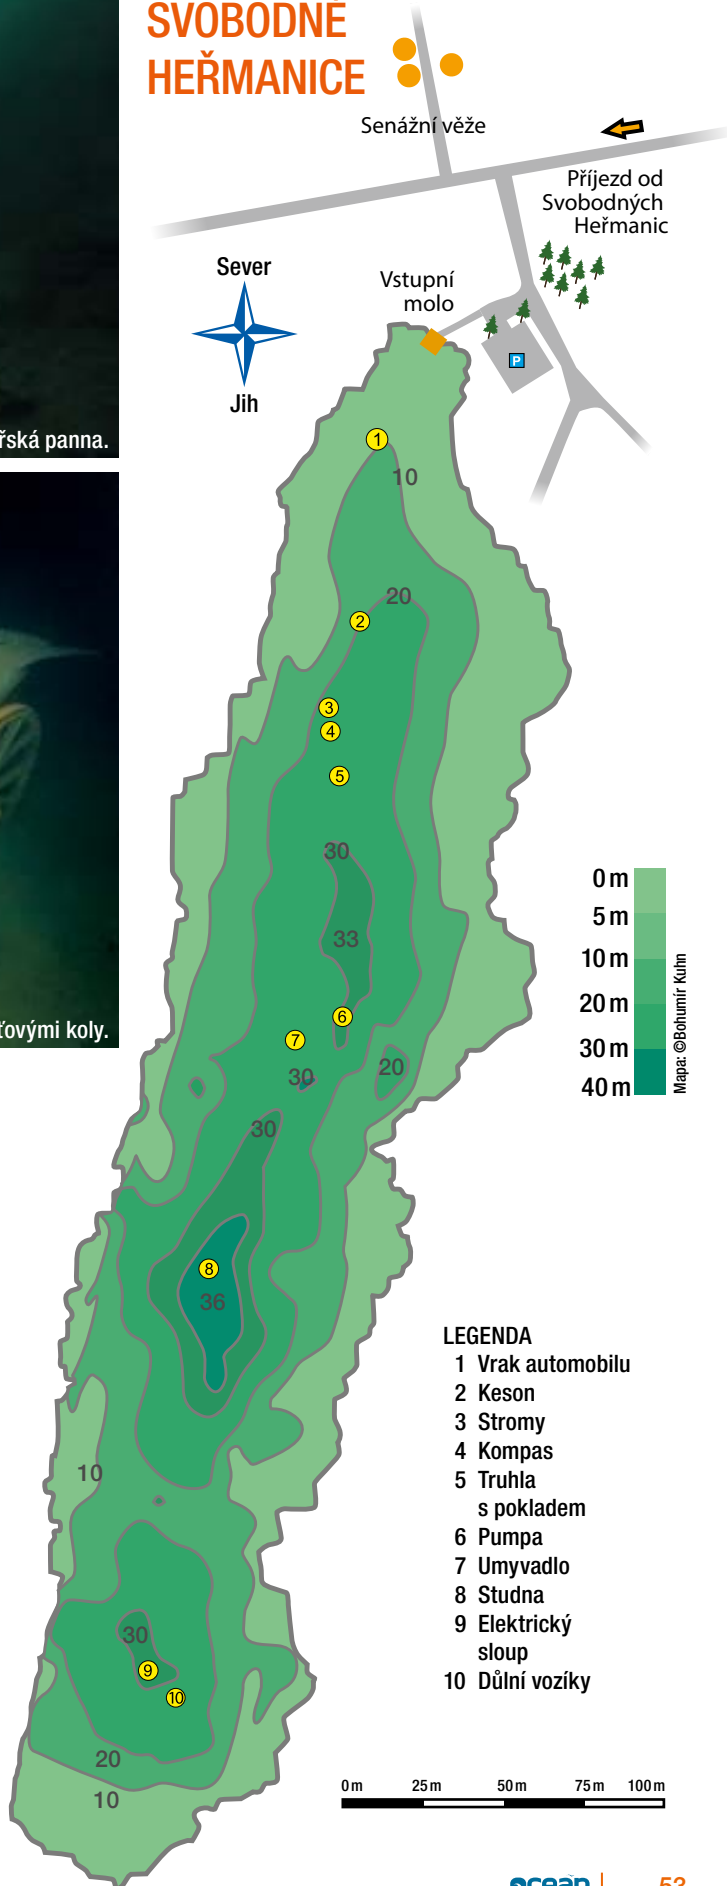 SVOBODNÉ
HEŘMANICE
Senážní věže
Příjezd od
Svobodných
Heřmanic
Sever
Jih
Vstupní
molo
P
řská panna.
ťovými koly.
1
10
20
2
3
4
5
30
33
6
7
30
20
30
8
36
10
30
9
10
20
10
0 m
5 m
10 m
20 m
30 m
40 m
Mapa: ©Bohumír Kuhn
LEGENDA
1 Vrak automobilu
2 Keson
3 Stromy
4 Kompas
5 Truhla
s pokladem
6 Pumpa
7 Umyvadlo
8 Studna
9 Elektrický
sloup
10 Důlní vozíky
0 m 25 m 50 m 75 m 100 m
ocean 53